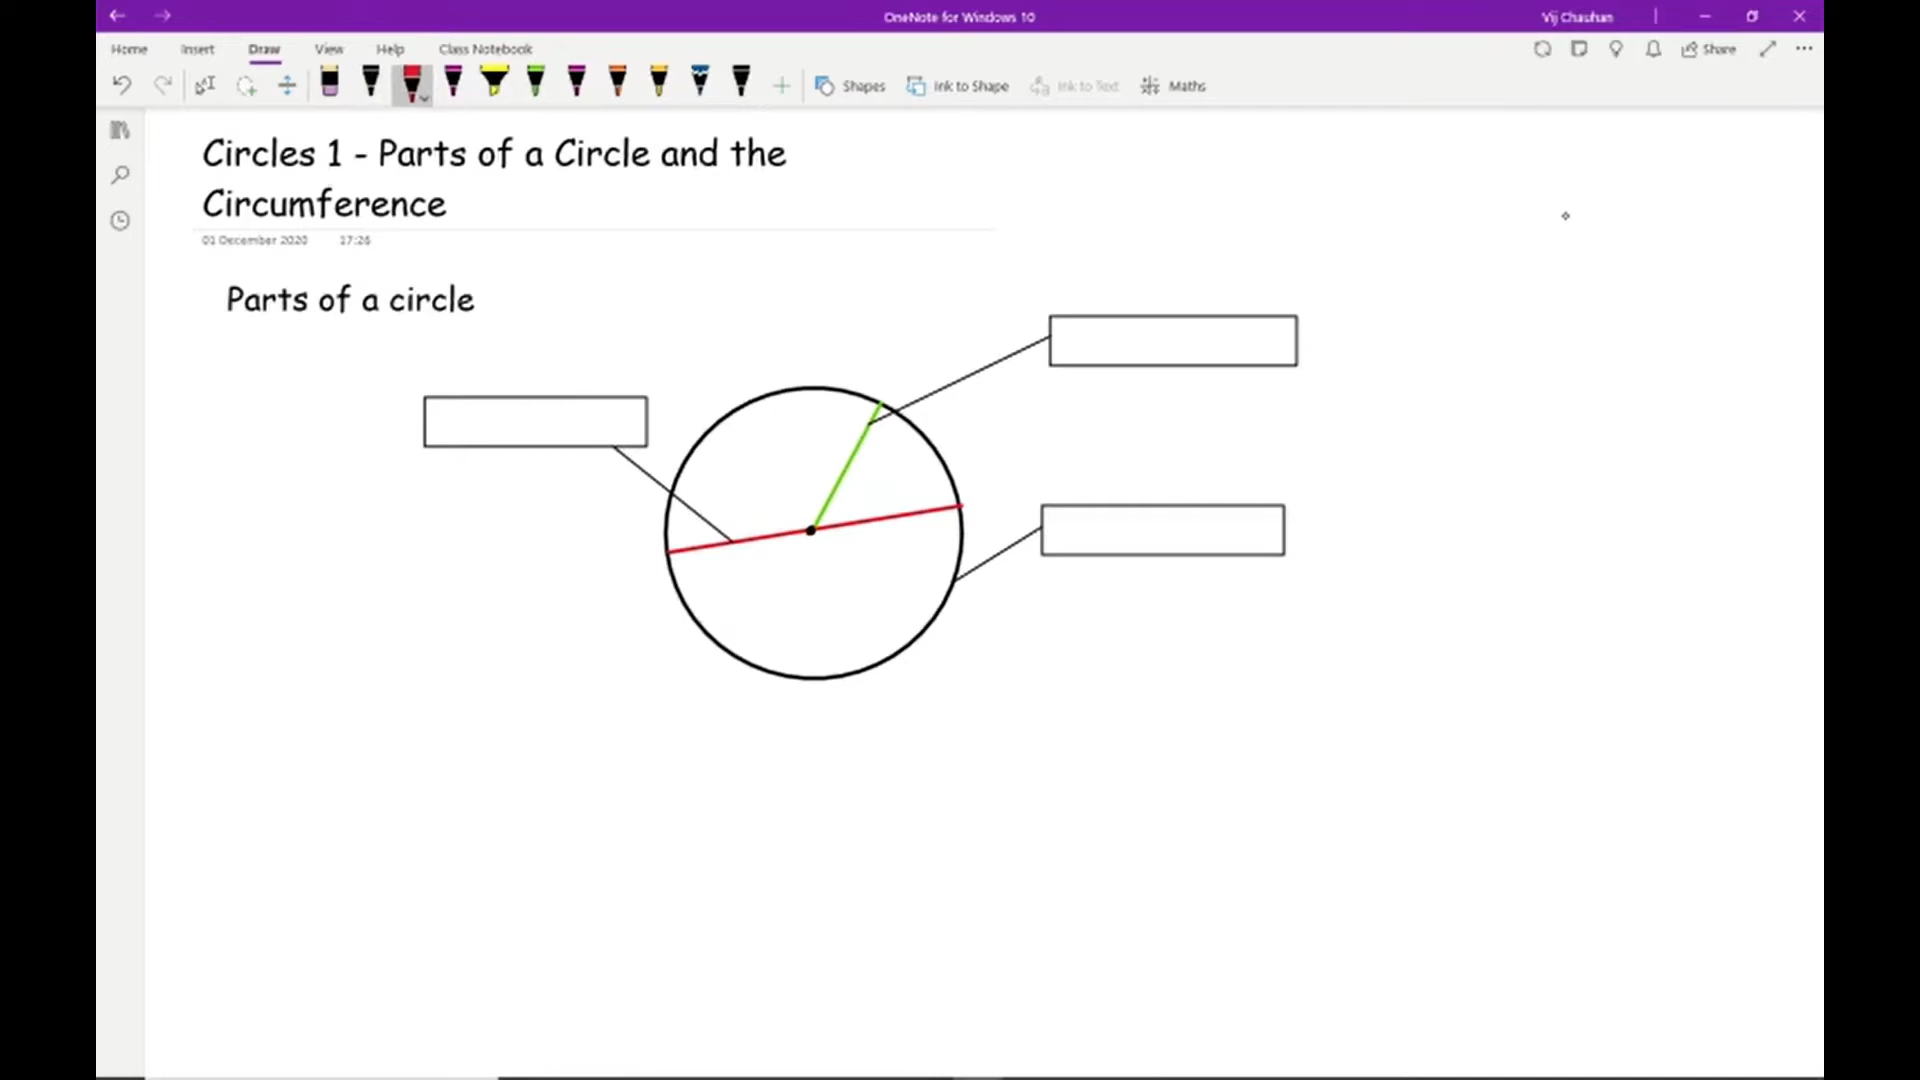 OneNote for Windows 10
Vij Chauhan
Home Insert Draw View Help Class Notebook
Share
Shapes Ink to Shape Ink to Text Maths
Circles 1 - Parts of a Circle and the
Circumference
01 December 2020 17:26
Parts of a circle